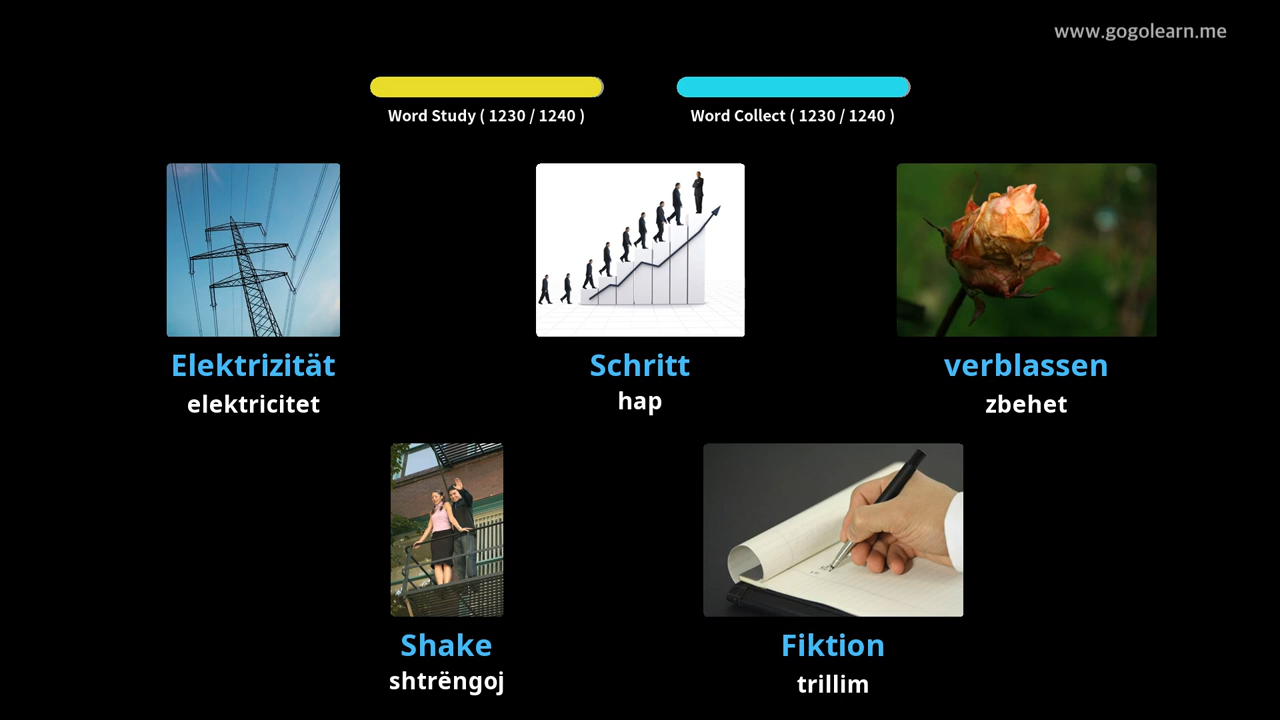 www.gogolearn.me
Word Study ( 1230 / 1240 )
Word Collect ( 1230 / 1240 )
Elektrizität
elektricitet
Schritt
hap
verblassen
zbehet
Shake
shtrëngoj
Fiktion
trillim